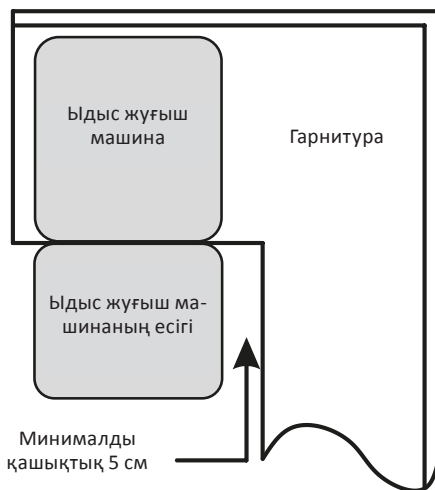 Ыдыс жуғыш
машина
Гарнитура
Ыдыс жуғыш ма-
шинаның есігі
Минималды
қашықтық 5 см